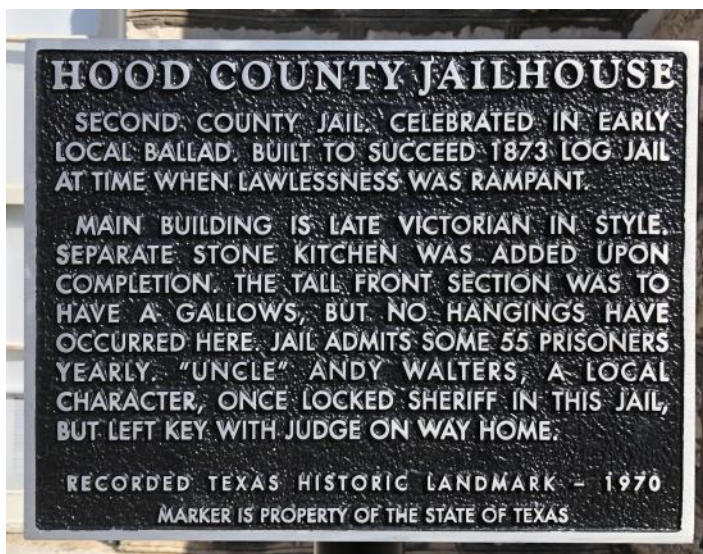 HOOD COUNTY JAILHOUSE
SECOND COUNTY JAIL. CELEBRATED IN EARLY
LOCAL BALLAD. BUILT TO SUCCEED 1873 LOG JAIL
AT TIME WHEN LAWLESSNESS WAS RAMPANT.
MAIN BUILDING IS LATE VICTORIAN IN STYLE.
SEPARATE STONE KITCHEN WAS ADDED UPON
COMPLETION. THE TALL FRONT SECTION WAS TO
HAVE A GALLOWS, BUT NO HANGINGS HAVE
OCCURRED HERE. JAIL ADMITS SOME 55 PRISONERS
YEARLY. "UNCLE" ANDY WALTERS, A LOCAL
CHARACTER, ONCE LOCKED SHERIFF IN THIS JAIL,
BUT LEFT KEY WITH JUDGE ON WAY HOME.
RECORDED TEXAS HISTORIC LANDMARK – 1970
MARKER IS PROPERTY OF THE STATE OF TEXAS